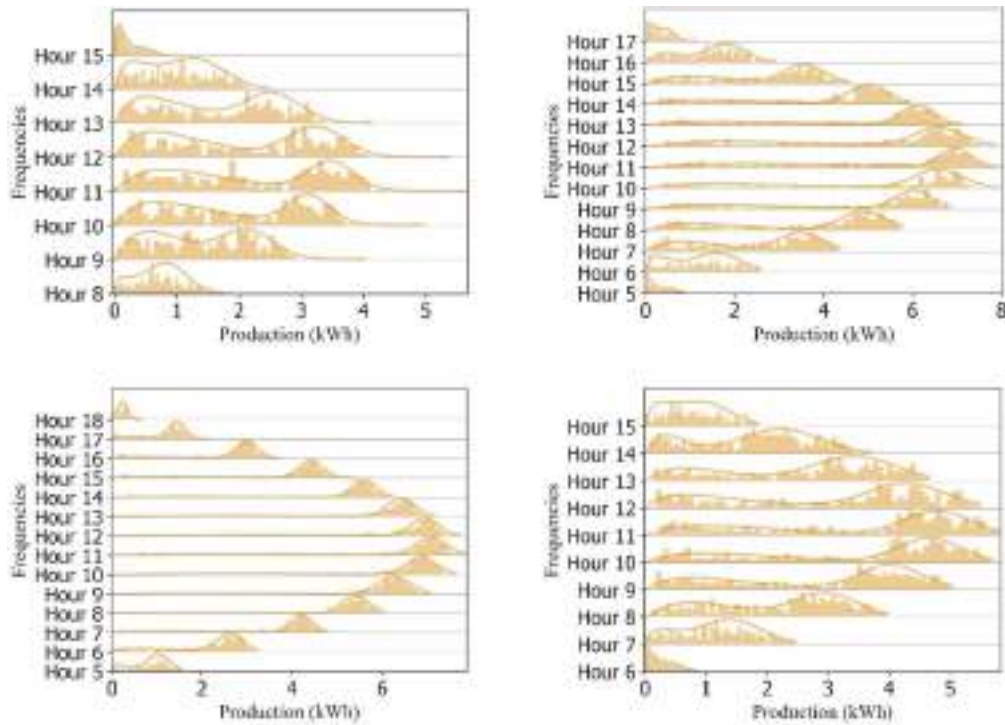 Frequencies
Hour 15
Hour 14
Hour 13
Hour 12
Hour 11
Hour 10
Hour 9
Hour 8
0 1 2 3 4 5
Production (kWh)
Frequencies
Hour 17
Hour 16
Hour 15
Hour 14
Hour 13
Hour 12
Hour 11
Hour 10
Hour 9
Hour 8
Hour 7
Hour 6
Hour 5
0 2 4 6 8
Production (kWh)
Frequencies
Hour 18
Hour 17
Hour 16
Hour 15
Hour 14
Hour 13
Hour 12
Hour 11
Hour 10
Hour 9
Hour 8
Hour 7
Hour 6
Hour 5
0 2 4 6
Production (kWh)
Frequencies
Hour 15
Hour 14
Hour 13
Hour 12
Hour 11
Hour 10
Hour 9
Hour 8
Hour 7
Hour 6
0 1 2 3 4 5
Production (kWh)